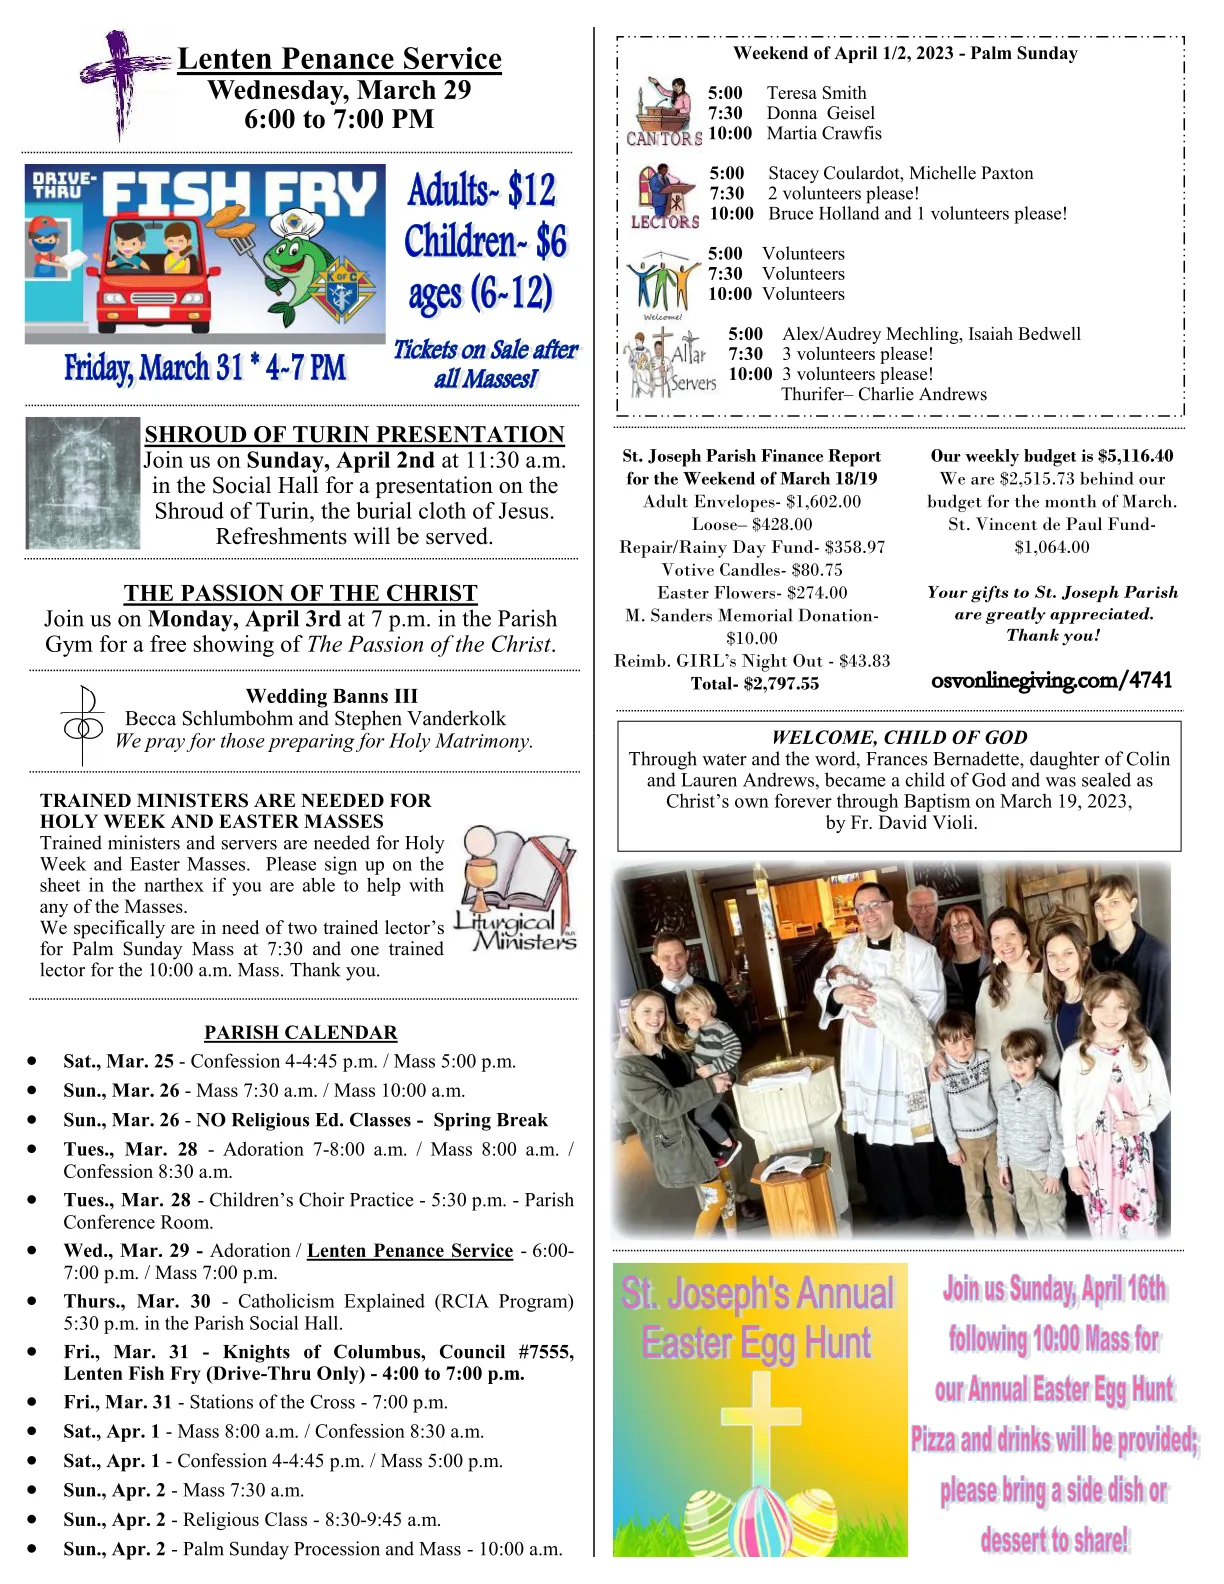 Lenten Penance Service
Wednesday, March 29
6:00 to 7:00 PM
DRIVE-
THRU
FISH FRY
K OF C
Adults~ $12
Children~ $6
ages (6~12)
Friday, March 31 * 4~7 PM
Tickets on Sale after
all Masses!
SHROUD OF TURIN PRESENTATION
Join us on Sunday, April 2nd at 11:30 a.m.
in the Social Hall for a presentation on the
Shroud of Turin, the burial cloth of Jesus.
Refreshments will be served.
THE PASSION OF THE CHRIST
Join us on Monday, April 3rd at 7 p.m. in the Parish
Gym for a free showing of The Passion of the Christ.
Wedding Banns III
Becca Schlumbohm and Stephen Vanderkolk
We pray for those preparing for Holy Matrimony.
TRAINED MINISTERS ARE NEEDED FOR
HOLY WEEK AND EASTER MASSES
Trained ministers and servers are needed for Holy
Week and Easter Masses. Please sign up on the
sheet in the narthex if you are able to help with
any of the Masses.
We specifically are in need of two trained lector's
for Palm Sunday Mass at 7:30 and one trained
lector for the 10:00 a.m. Mass. Thank you.
Liturgical
Ministers
PARISH CALENDAR
• Sat., Mar. 25 - Confession 4-4:45 p.m. / Mass 5:00 p.m.
• Sun., Mar. 26 - Mass 7:30 a.m. / Mass 10:00 a.m.
• Sun., Mar. 26 - NO Religious Ed. Classes - Spring Break
• Tues., Mar. 28 - Adoration 7-8:00 a.m. / Mass 8:00 a.m. /
Confession 8:30 a.m.
• Tues., Mar. 28 - Children's Choir Practice - 5:30 p.m. - Parish
Conference Room.
• Wed., Mar. 29 - Adoration / Lenten Penance Service - 6:00-
7:00 p.m. / Mass 7:00 p.m.
• Thurs., Mar. 30 - Catholicism Explained (RCIA Program)
5:30 p.m. in the Parish Social Hall.
• Fri., Mar. 31 - Knights of Columbus, Council #7555,
Lenten Fish Fry (Drive-Thru Only) - 4:00 to 7:00 p.m.
• Fri., Mar. 31 - Stations of the Cross - 7:00 p.m.
• Sat., Apr. 1 - Mass 8:00 a.m. / Confession 8:30 a.m.
• Sat., Apr. 1 - Confession 4-4:45 p.m. / Mass 5:00 p.m.
• Sun., Apr. 2 - Mass 7:30 a.m.
• Sun., Apr. 2 - Religious Class - 8:30-9:45 a.m.
• Sun., Apr. 2 - Palm Sunday Procession and Mass - 10:00 a.m.
Weekend of April 1/2, 2023 - Palm Sunday
CANTORS
5:00 Teresa Smith
7:30 Donna Geisel
10:00 Martia Crawfis
LECTORS
5:00 Stacey Coulardot, Michelle Paxton
7:30 2 volunteers please!
10:00 Bruce Holland and 1 volunteers please!
Welcome!
5:00 Volunteers
7:30 Volunteers
10:00 Volunteers
Altar
Servers
5:00 Alex/Audrey Mechling, Isaiah Bedwell
7:30 3 volunteers please!
10:00 3 volunteers please!
Thurifer– Charlie Andrews
St. Joseph Parish Finance Report
for the Weekend of March 18/19
Adult Envelopes- $1,602.00
Loose– $428.00
Repair/Rainy Day Fund- $358.97
Votive Candles- $80.75
Easter Flowers- $274.00
M. Sanders Memorial Donation-
$10.00
Reimb. GIRL's Night Out - $43.83
Total- $2,797.55
Our weekly budget is $5,116.40
We are $2,515.73 behind our
budget for the month of March.
St. Vincent de Paul Fund-
$1,064.00
Your gifts to St. Joseph Parish
are greatly appreciated.
Thank you!
osvonlinegiving.com/4741
WELCOME, CHILD OF GOD
Through water and the word, Frances Bernadette, daughter of Colin
and Lauren Andrews, became a child of God and was sealed as
Christ's own forever through Baptism on March 19, 2023,
by Fr. David Violi.
St. Joseph's Annual
Easter Egg Hunt
Join us Sunday, April 16th
following 10:00 Mass for
our Annual Easter Egg Hunt
Pizza and drinks will be provided;
please bring a side dish or
dessert to share!